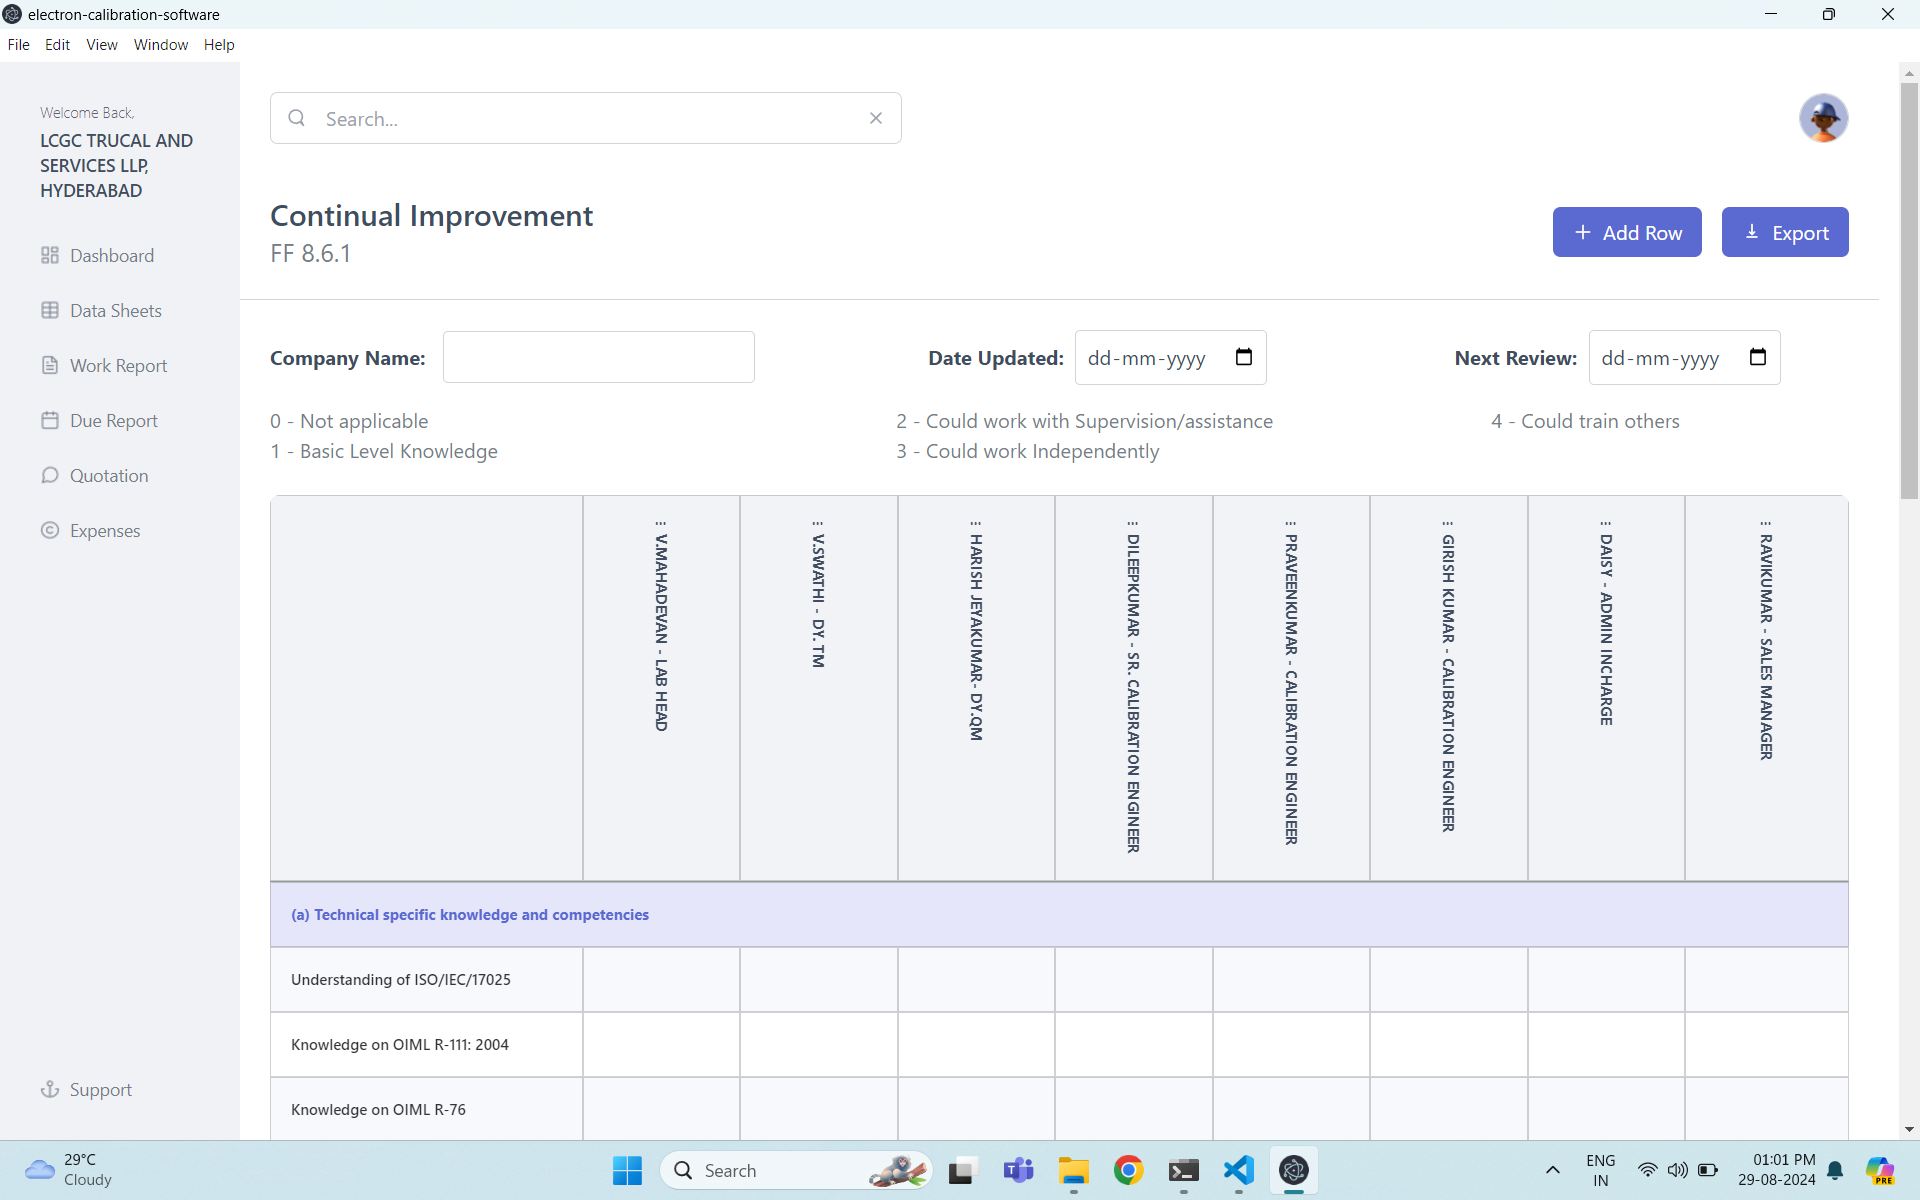 electron-calibration-software
File Edit View Window Help
Welcome Back,
LCGC TRUCAL AND
SERVICES LLP,
HYDERABAD
Dashboard
Data Sheets
Work Report
Due Report
Quotation
Expenses
Support
Search...
Continual Improvement
FF 8.6.1
Add Row
Export
Company Name:
Date Updated: dd-mm-yyyy
Next Review: dd-mm-yyyy
0 - Not applicable
1 - Basic Level Knowledge
2 - Could work with Supervision/assistance
3 - Could work Independently
4 - Could train others
V.MAHADEVAN - LAB HEAD
V.SWATHI - DY. TM
HARISH JEYAKUMAR- DY.QM
DILEEPKUMAR - SR. CALIBRATION ENGINEER
PRAVEENKUMAR - CALIBRATION ENGINEER
GIRISH KUMAR - CALIBRATION ENGINEER
DAISY - ADMIN INCHARGE
RAVIKUMAR - SALES MANAGER
(a) Technical specific knowledge and competencies
Understanding of ISO/IEC/17025
Knowledge on OIML R-111: 2004
Knowledge on OIML R-76
29°C
Cloudy
Search
ENG
IN
01:01 PM
29-08-2024
PRE